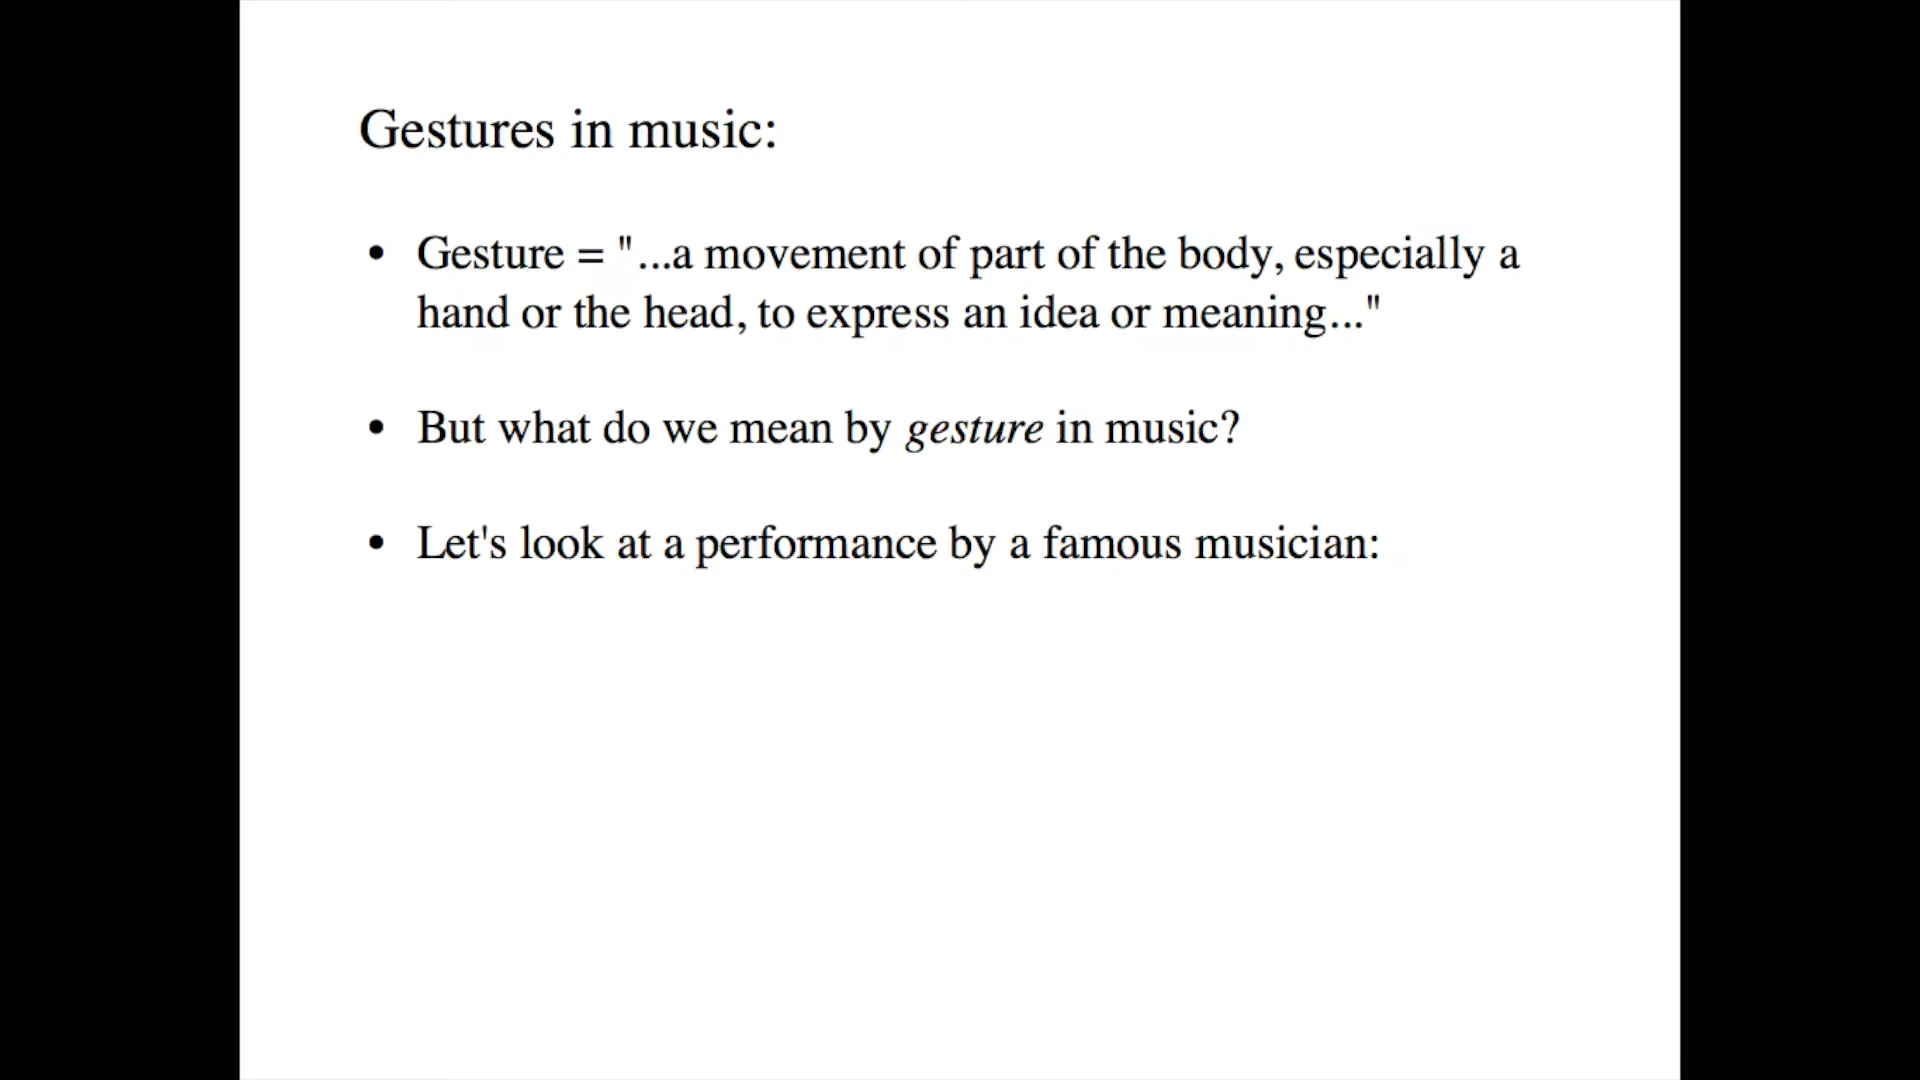 Gestures in music:
• Gesture = "...a movement of part of the body, especially a
hand or the head, to express an idea or meaning..."
• But what do we mean by gesture in music?
• Let's look at a performance by a famous musician: